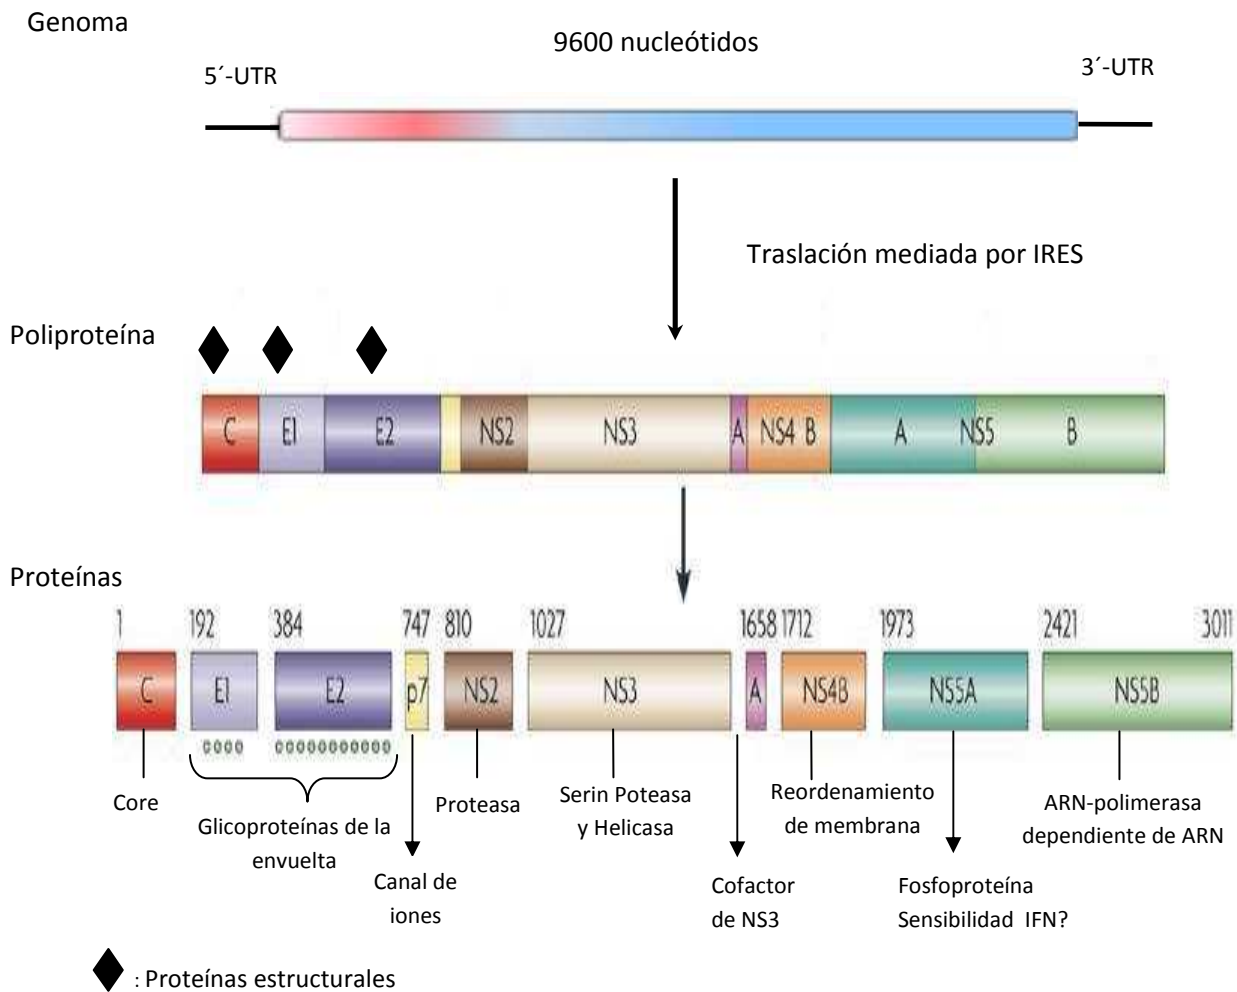 Genoma
9600 nucleótidos
5´-UTR
3´-UTR
Traslación mediada por IRES
Poliproteína
C E1 E2 NS2 NS3 A NS4 B A NS5 B
Proteínas
1 192 384 747 810 1027 1658 1712 1973 2421 3011
C E1 E2 p7 NS2 NS3 A NS4B NS5A NS5B
Core
Glicoproteínas de la
envuelta
Canal de
iones
Proteasa
Serin Poteasa
y Helicasa
Cofactor
de NS3
Reordenamiento
de membrana
Fosfoproteína
Sensibilidad IFN?
ARN-polimerasa
dependiente de ARN
: Proteínas estructurales